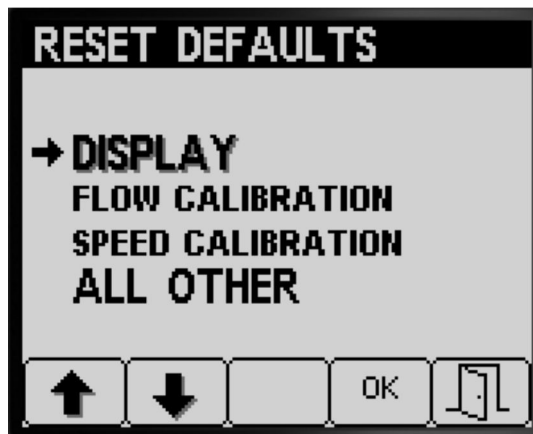 RESET DEFAULTS
DISPLAY
FLOW CALIBRATION
SPEED CALIBRATION
ALL OTHER
OK